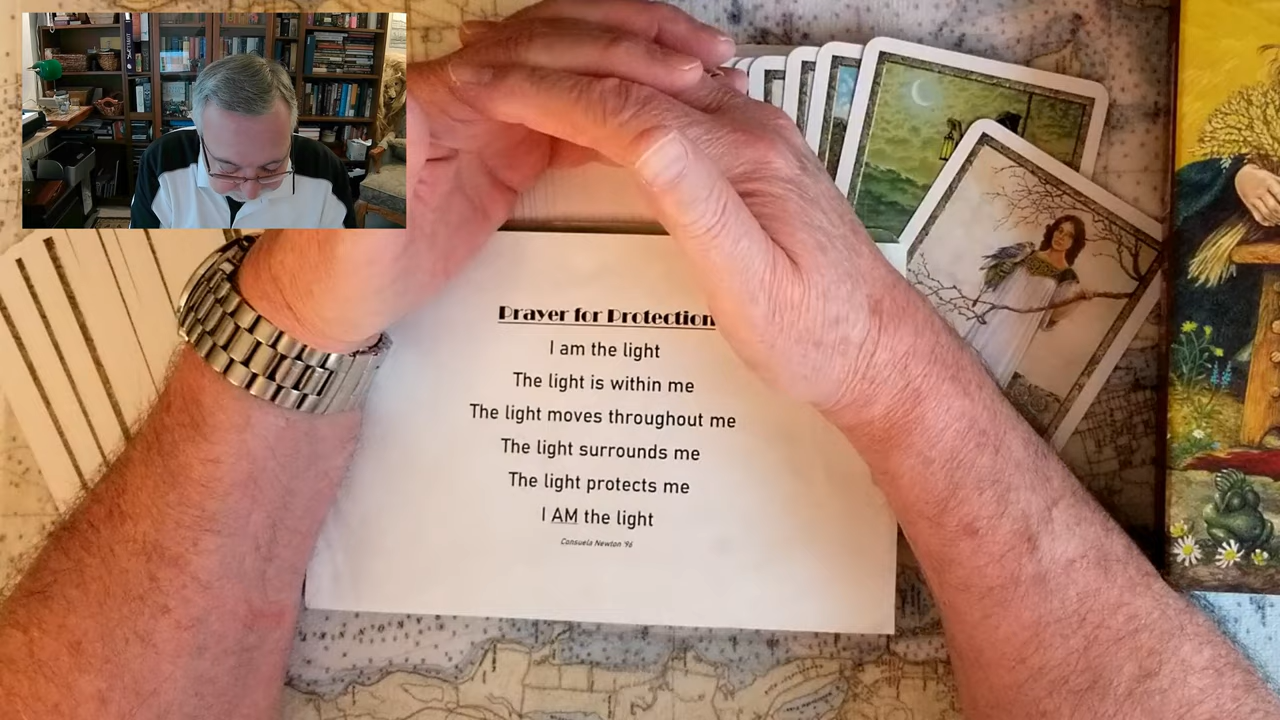 Prayer for Protection
I am the light
The light is within me
The light moves throughout me
The light surrounds me
The light protects me
I AM the light
Consuela Newton '96